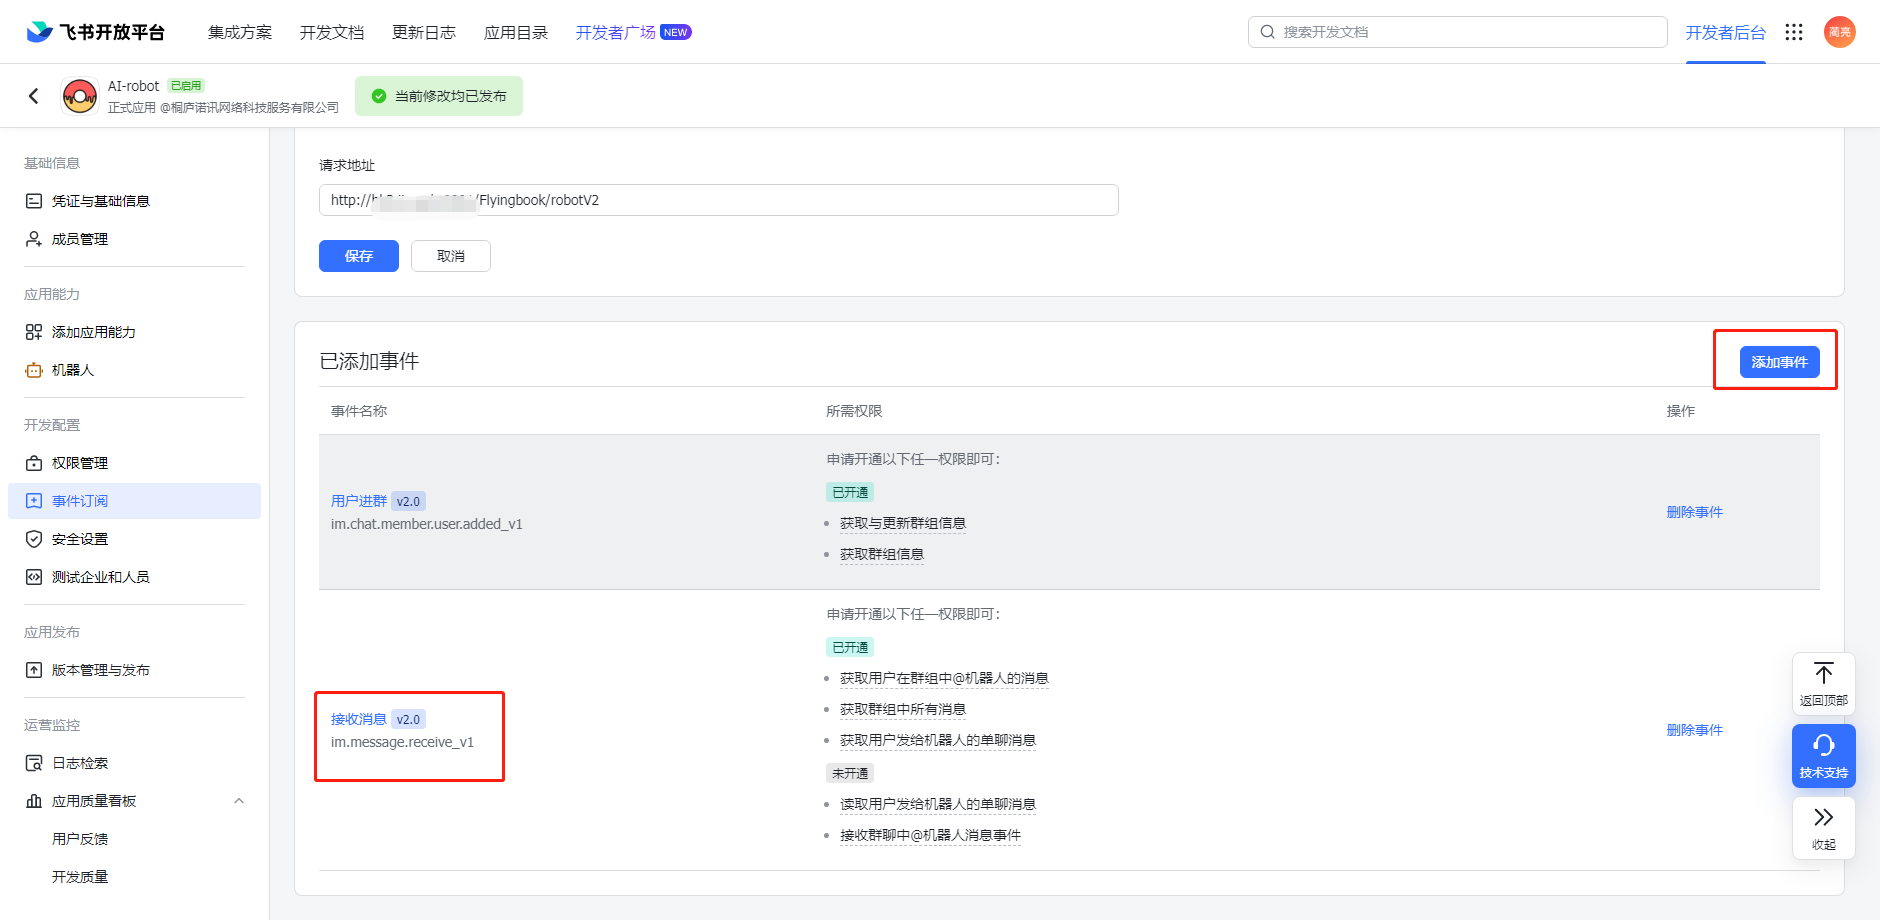 飞书开放平台
集成方案
开发文档
更新日志
应用目录
开发者广场 NEW
搜索开发文档
开发者后台
蔺亮
AI-robot 已启用
正式应用 @桐庐诺讯网络科技服务有限公司
当前修改均已发布
基础信息
凭证与基础信息
成员管理
应用能力
添加应用能力
机器人
开发配置
权限管理
事件订阅
安全设置
测试企业和人员
应用发布
版本管理与发布
运营监控
日志检索
应用质量看板
用户反馈
开发质量
请求地址
http:// /Flyingbook/robotV2
保存
取消
已添加事件
添加事件
事件名称
所需权限
操作
用户进群 v2.0
im.chat.member.user.added_v1
申请开通以下任一权限即可：
已开通
获取与更新群组信息
获取群组信息
删除事件
接收消息 v2.0
im.message.receive_v1
申请开通以下任一权限即可：
已开通
获取用户在群组中@机器人的消息
获取群组中所有消息
获取用户发给机器人的单聊消息
未开通
读取用户发给机器人的单聊消息
接收群聊中@机器人消息事件
删除事件
返回顶部
技术支持
收起